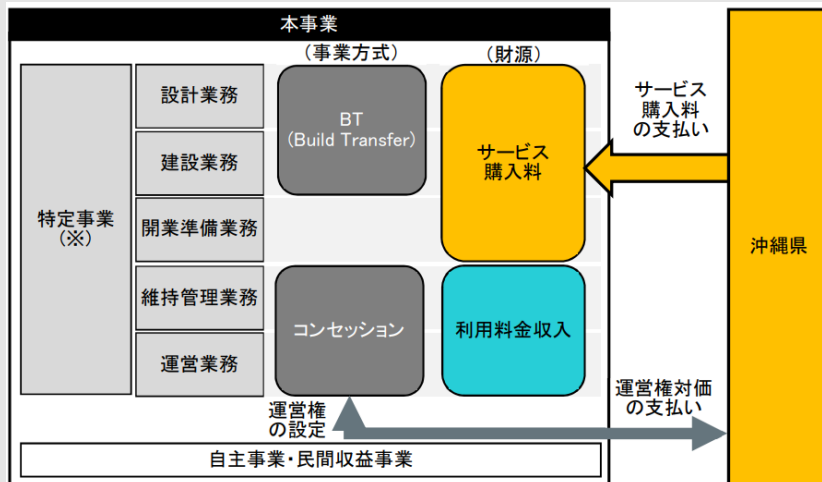 本事業
(事業方式)
(財源)
特定事業
(※)
設計業務
建設業務
開業準備業務
維持管理業務
運営業務
BT
(Build Transfer)
コンセッション
サービス
購入料
利用料金収入
サービス
購入料
の支払い
沖縄県
運営権
の設定
運営権対価
の支払い
自主事業・民間収益事業